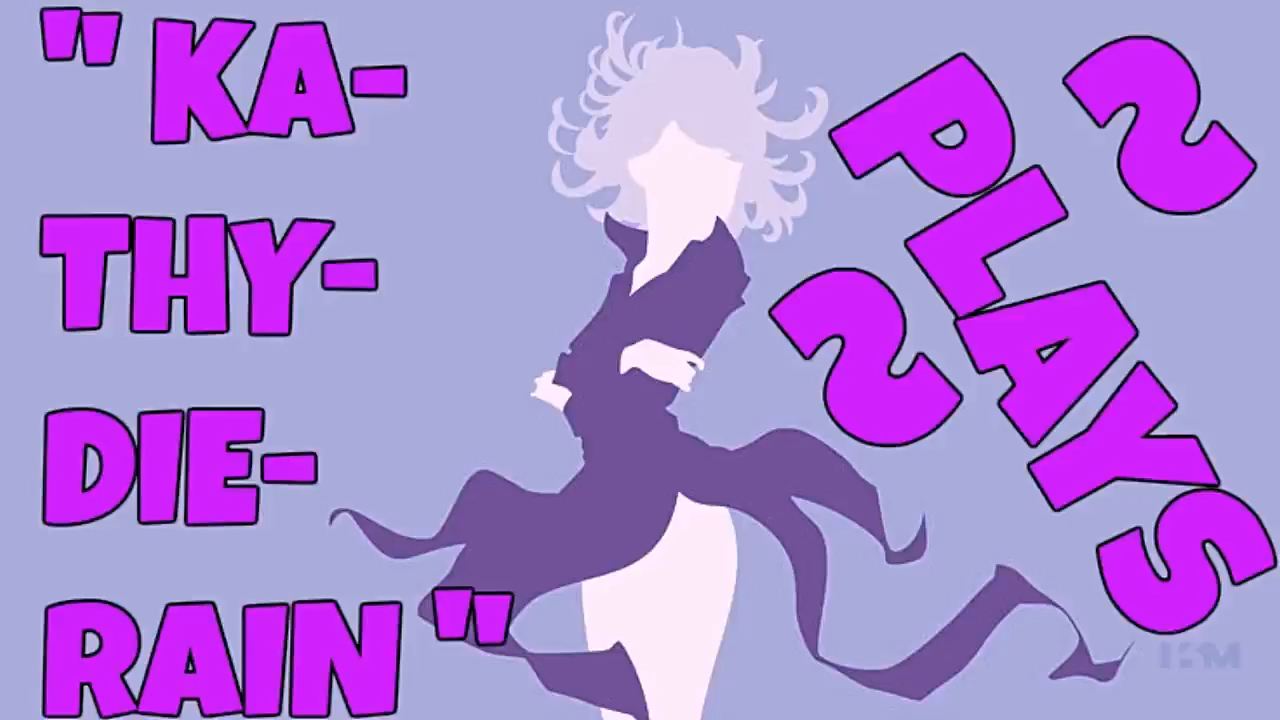 " KA-
THY-
DIE-
RAIN "
~
PLAYS
~